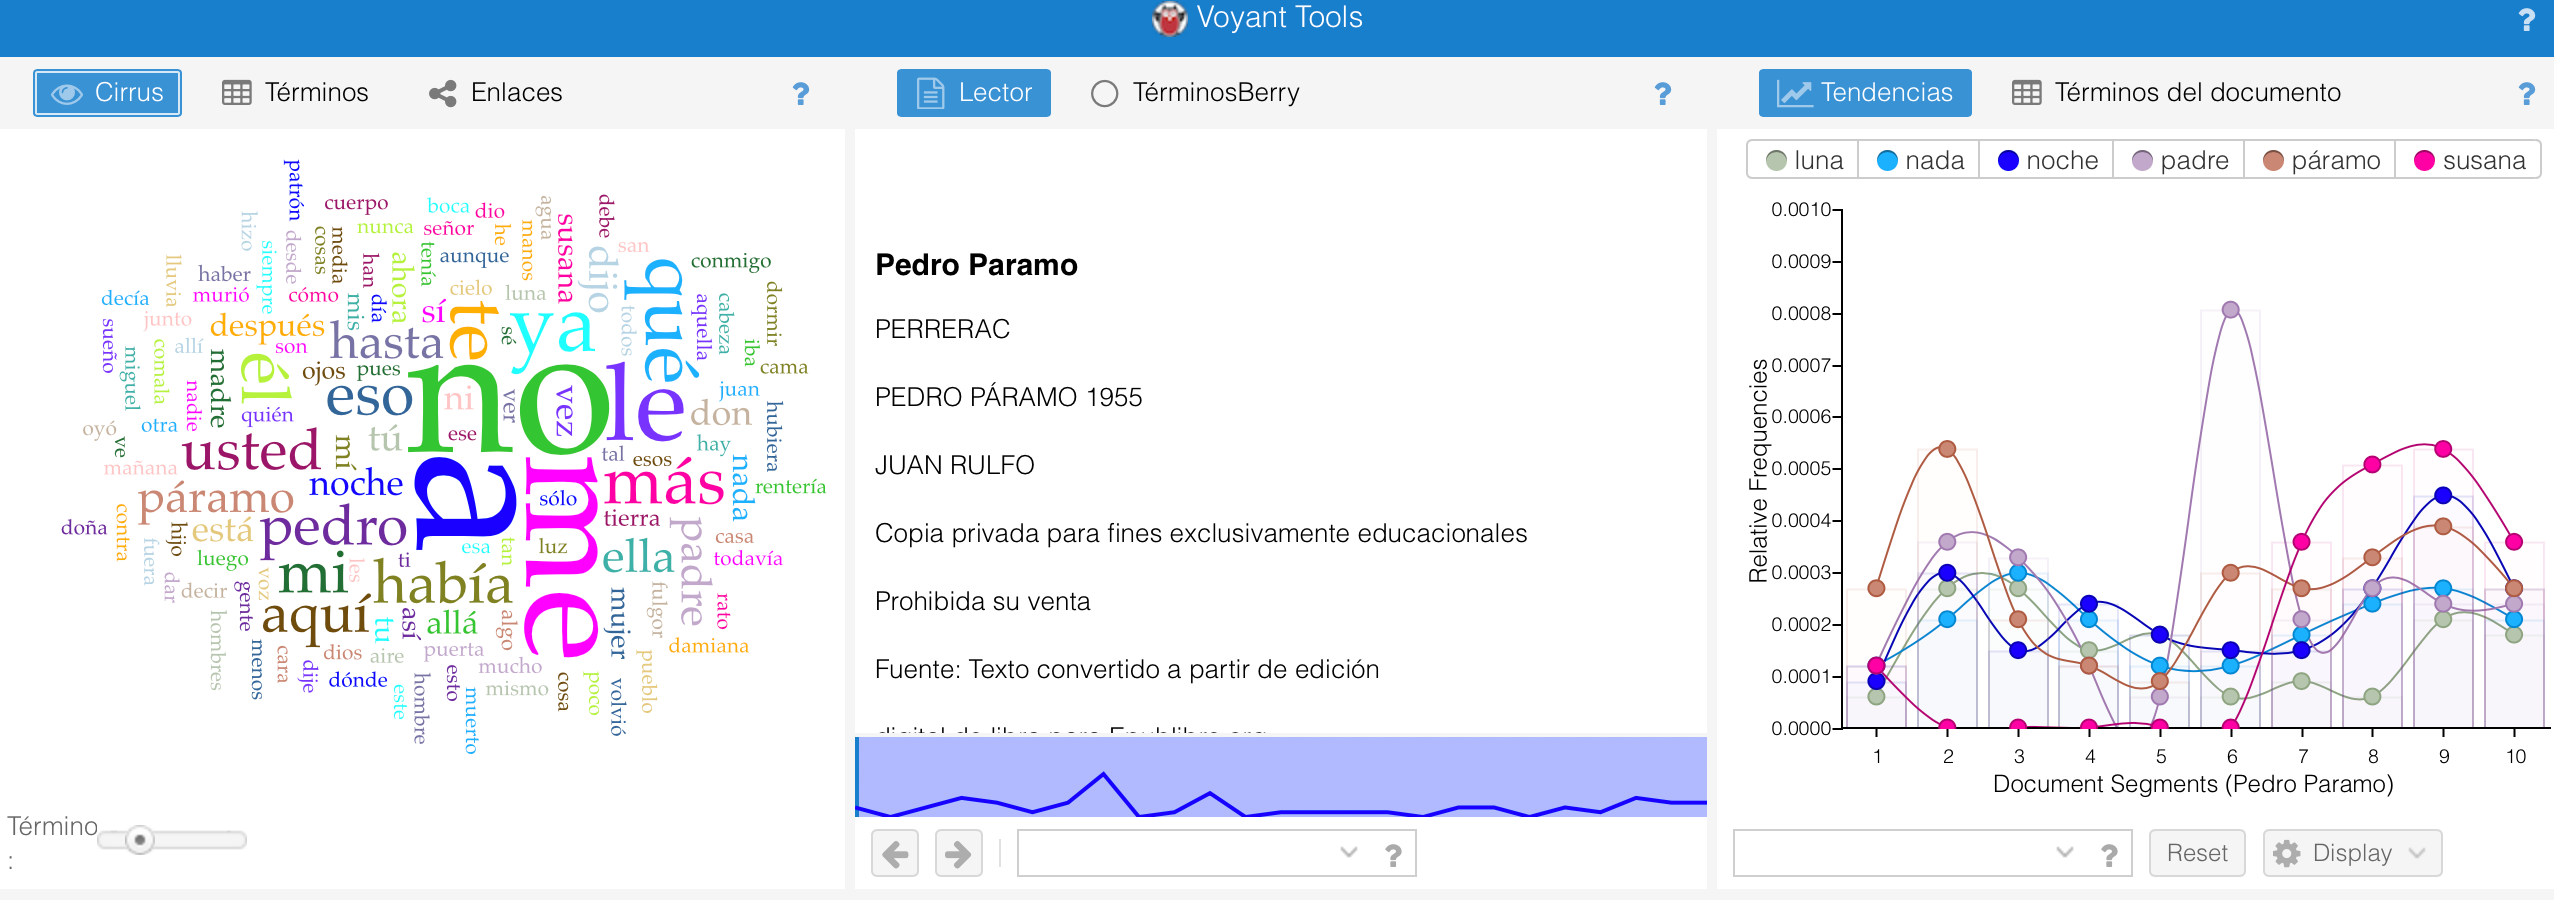 Voyant Tools
?
Cirrus
Términos
Enlaces
?
Lector
TérminosBerry
?
Tendencias
Términos del documento
?
patrón
cuerpo
boca
dio
agua
debe
hizo
desde
cosas
media
nunca
señor
he
manos
susana
san
lluvia
siempre
haber
han
ahora
tenía
aunque
dijo
conmigo
decía
murió
cómo
mis
día
cielo
luna
qué
aquella
cabeza
dormir
sueño
junto
después
sí
te
ya
todos
miguel
comala
allí
son
hasta
sé
iba
nadie
madre
él
ojos
pues
no
le
cama
juan
quién
eso
ni
ver
vez
don
hubiera
oyó
ve
otra
usted
mí
tú
ese
tal
esos
hay
mañana
noche
a
me
sólo
más
nada
rentería
páramo
tierra
doña
contra
hijo
está
pedro
padre
casa
fuera
luego
ti
esa
tan
luz
ella
todavía
dar
decir
gente
voz
mi
les
había
fulgor
rato
hombres
aquí
tu
así
allá
algo
mujer
damiana
menos
cara
dios
aire
puerta
mucho
pueblo
dije
dónde
este
hombre
esto
muerto
mismo
cosa
poco
volvió
Término
:
Pedro Paramo
PERRERAC
PEDRO PÁRAMO 1955
JUAN RULFO
Copia privada para fines exclusivamente educacionales
Prohibida su venta
Fuente: Texto convertido a partir de edición
?
luna nada noche padre páramo susana
Relative Frequencies
0.0010
0.0009
0.0008
0.0007
0.0006
0.0005
0.0004
0.0003
0.0002
0.0001
0.0000
1 2 3 4 5 6 7 8 9 10
Document Segments (Pedro Paramo)
?
Reset
Display